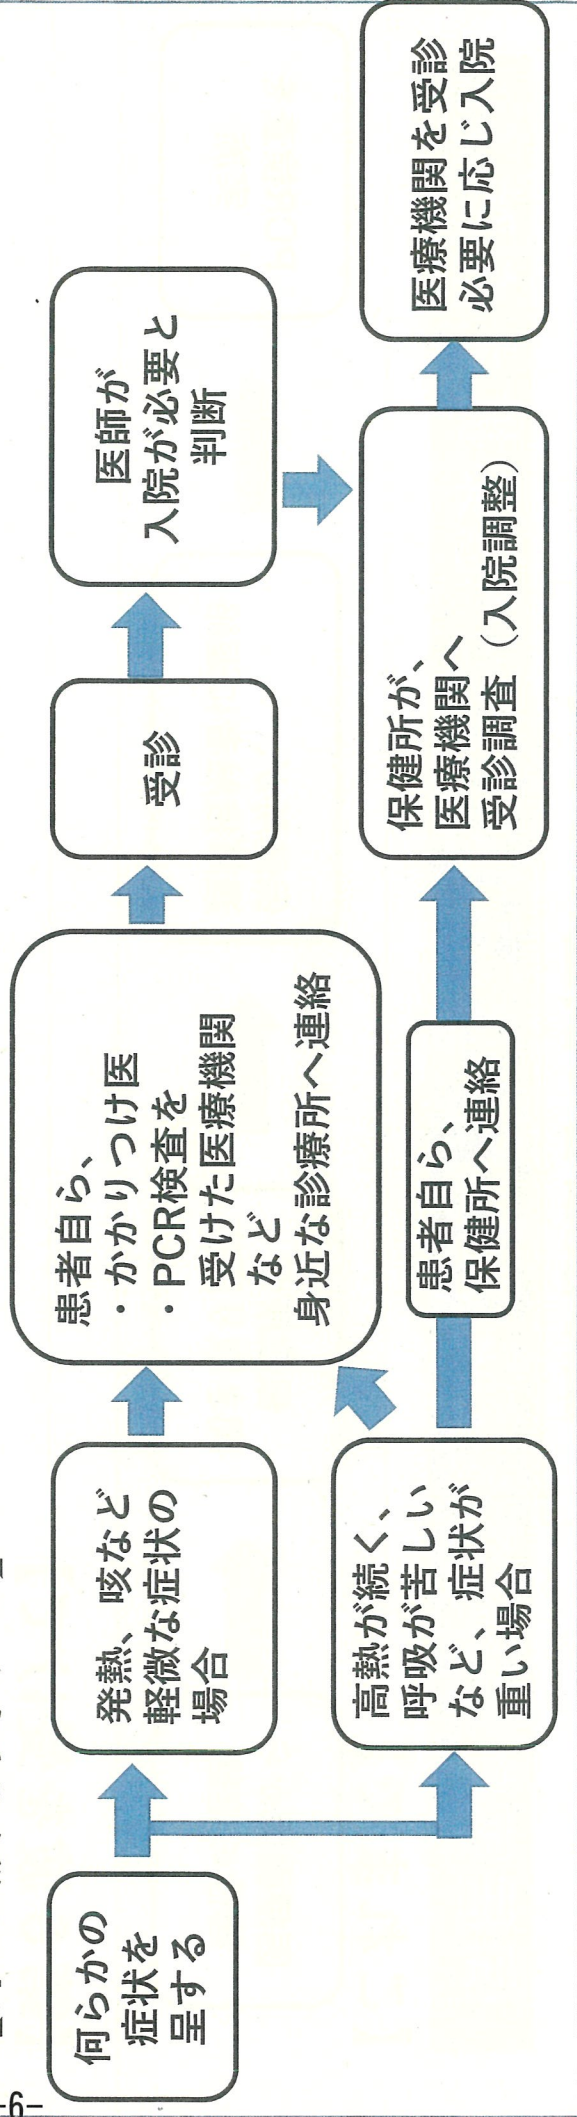 何らかの
症状を
呈する
発熱、咳など
軽微な症状の
場合
高熱が続く、
呼吸が苦しい
など、症状が
重い場合
患者自ら、
・かかりつけ医
・PCR検査を
受けた医療機関
など
身近な診療所へ連絡
患者自ら、
保健所へ連絡
受診
医師が
入院が必要と
判断
保健所が、
医療機関へ
受診調査（入院調整）
医療機関を受診
必要に応じ入院
-6-